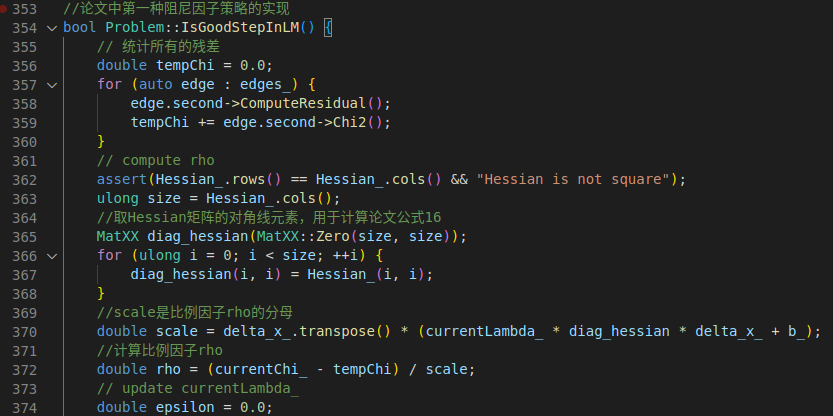 353 //论文中第一种阻尼因子策略的实现
354 bool Problem::IsGoodStepInLM() {
355 // 统计所有的残差
356 double tempChi = 0.0;
357 for (auto edge : edges_) {
358 edge.second->ComputeResidual();
359 tempChi += edge.second->Chi2();
360 }
361 // compute rho
362 assert(Hessian_.rows() == Hessian_.cols() && "Hessian is not square");
363 ulong size = Hessian_.cols();
364 //取Hessian矩阵的对角线元素，用于计算论文公式16
365 MatXX diag_hessian(MatXX::Zero(size, size));
366 for (ulong i = 0; i < size; ++i) {
367 diag_hessian(i, i) = Hessian_(i, i);
368 }
369 //scale是比例因子rho的分母
370 double scale = delta_x_.transpose() * (currentLambda_ * diag_hessian * delta_x_ + b_);
371 //计算比例因子rho
372 double rho = (currentChi_ - tempChi) / scale;
373 // update currentLambda_
374 double epsilon = 0.0;